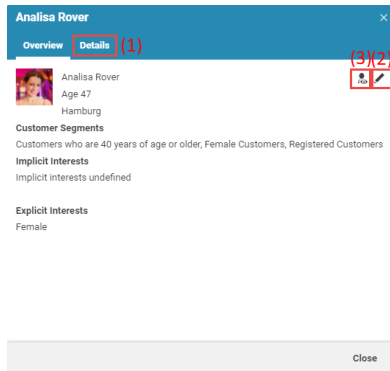 Analisa Rover ×
Overview Details (1)
(3)(2)
Analisa Rover
Age 47
Hamburg
Customer Segments
Customers who are 40 years of age or older, Female Customers, Registered Customers
Implicit Interests
Implicit interests undefined
Explicit Interests
Female
Close